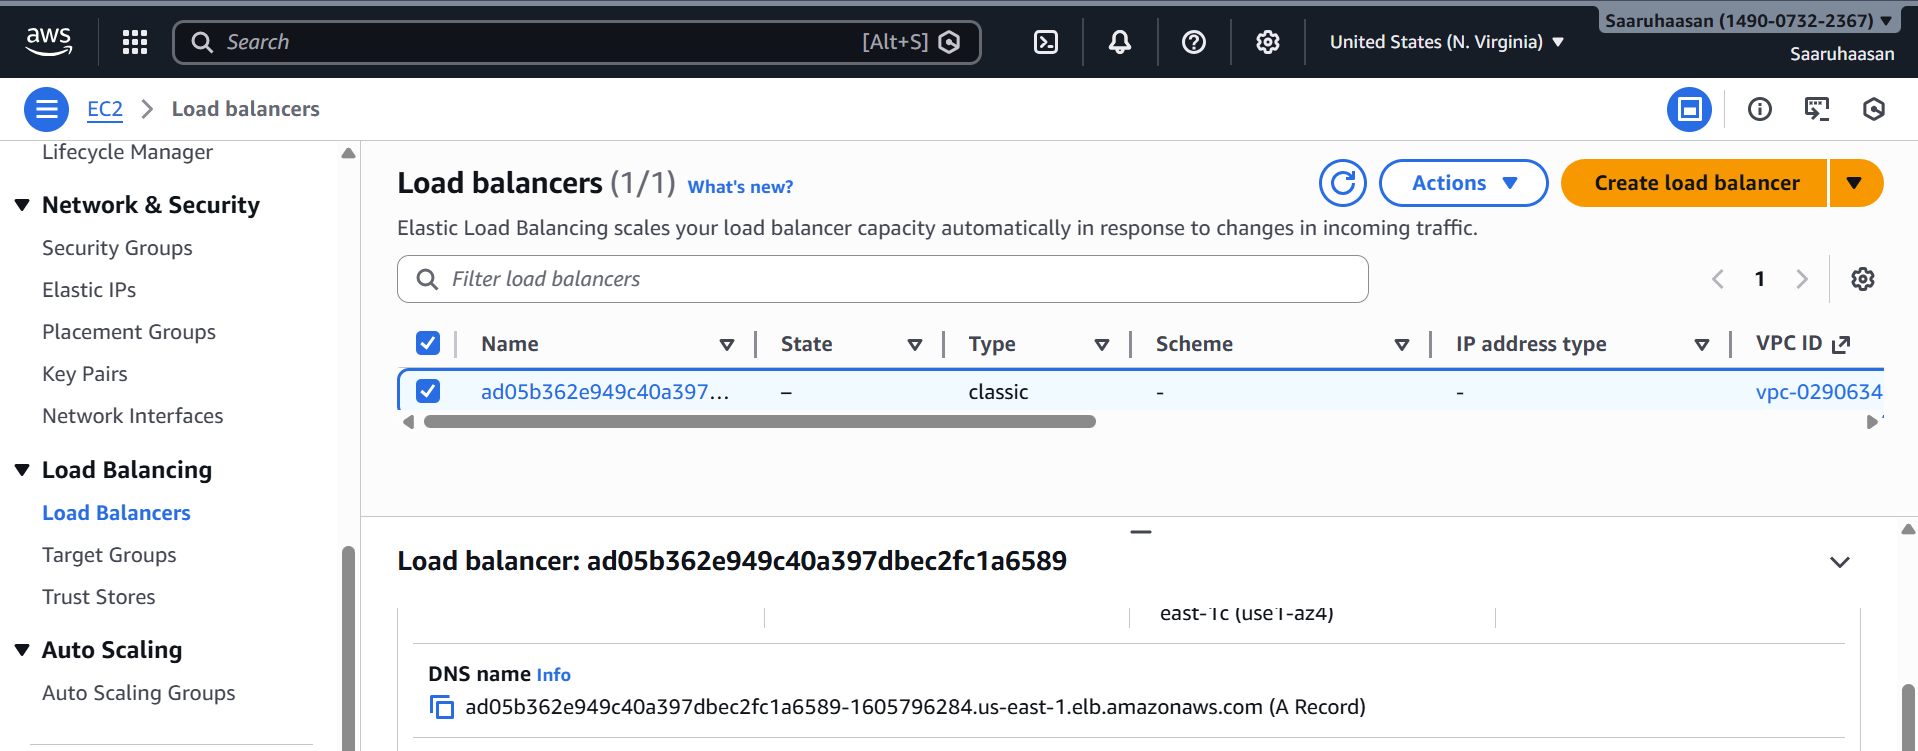 aws
Search
[Alt+S]
United States (N. Virginia) ▼
Saaruhaasan (1490-0732-2367) ▼
Saaruhaasan
EC2
Load balancers
Lifecycle Manager
Network & Security
Security Groups
Elastic IPs
Placement Groups
Key Pairs
Network Interfaces
Load Balancing
Load Balancers
Target Groups
Trust Stores
Auto Scaling
Auto Scaling Groups
Load balancers (1/1) What's new?
Actions
Create load balancer
Elastic Load Balancing scales your load balancer capacity automatically in response to changes in incoming traffic.
Filter load balancers
1
Name State Type Scheme IP address type VPC ID
ad05b362e949c40a397... – classic - - vpc-0290634
Load balancer: ad05b362e949c40a397dbec2fc1a6589
east-1c (use1-az4)
DNS name Info
ad05b362e949c40a397dbec2fc1a6589-1605796284.us-east-1.elb.amazonaws.com (A Record)